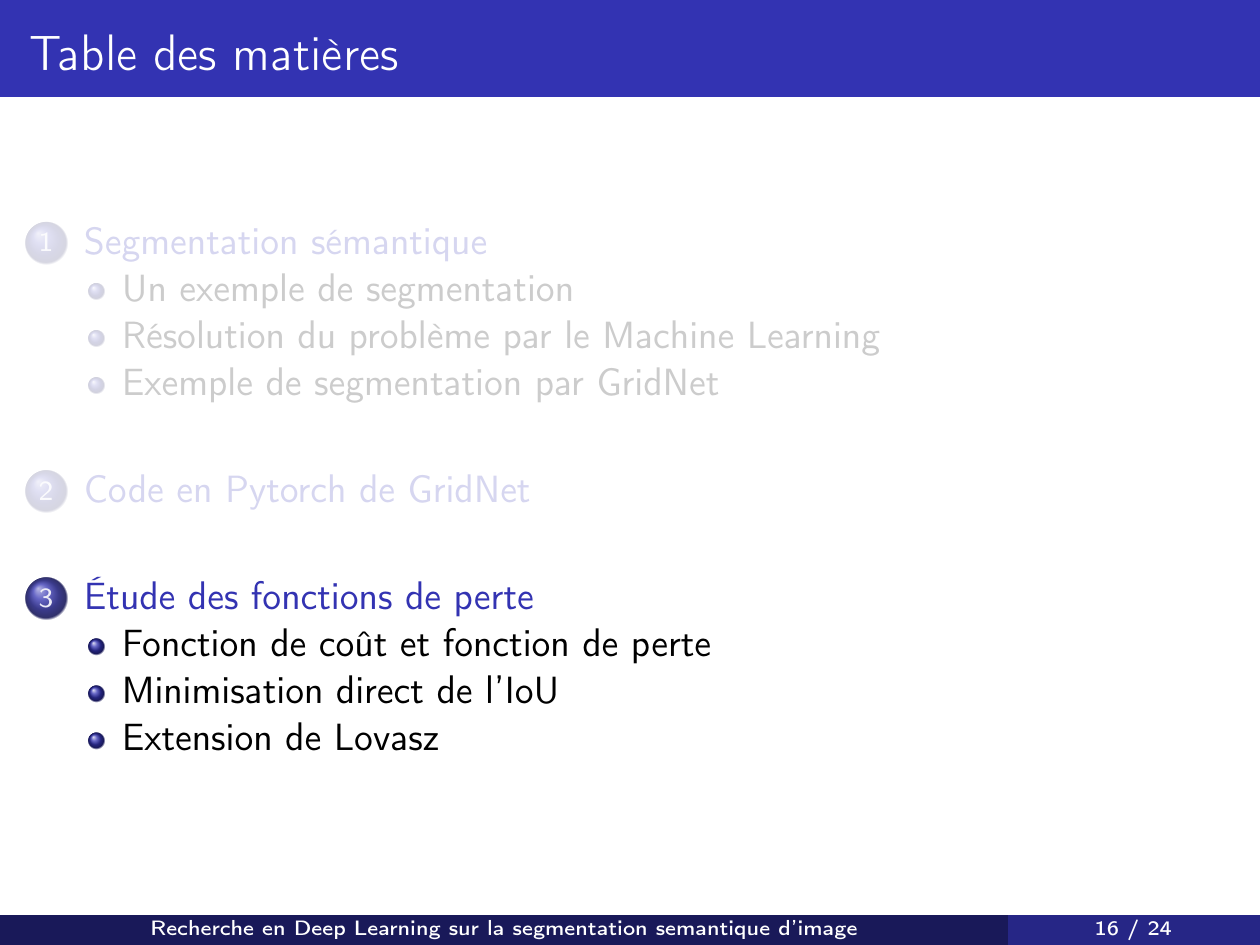 Table des matières
1 Segmentation sémantique
Un exemple de segmentation
Résolution du problème par le Machine Learning
Exemple de segmentation par GridNet
2 Code en Pytorch de GridNet
3 Étude des fonctions de perte
Fonction de coût et fonction de perte
Minimisation direct de l'IoU
Extension de Lovasz
Recherche en Deep Learning sur la segmentation semantique d'image 16 / 24